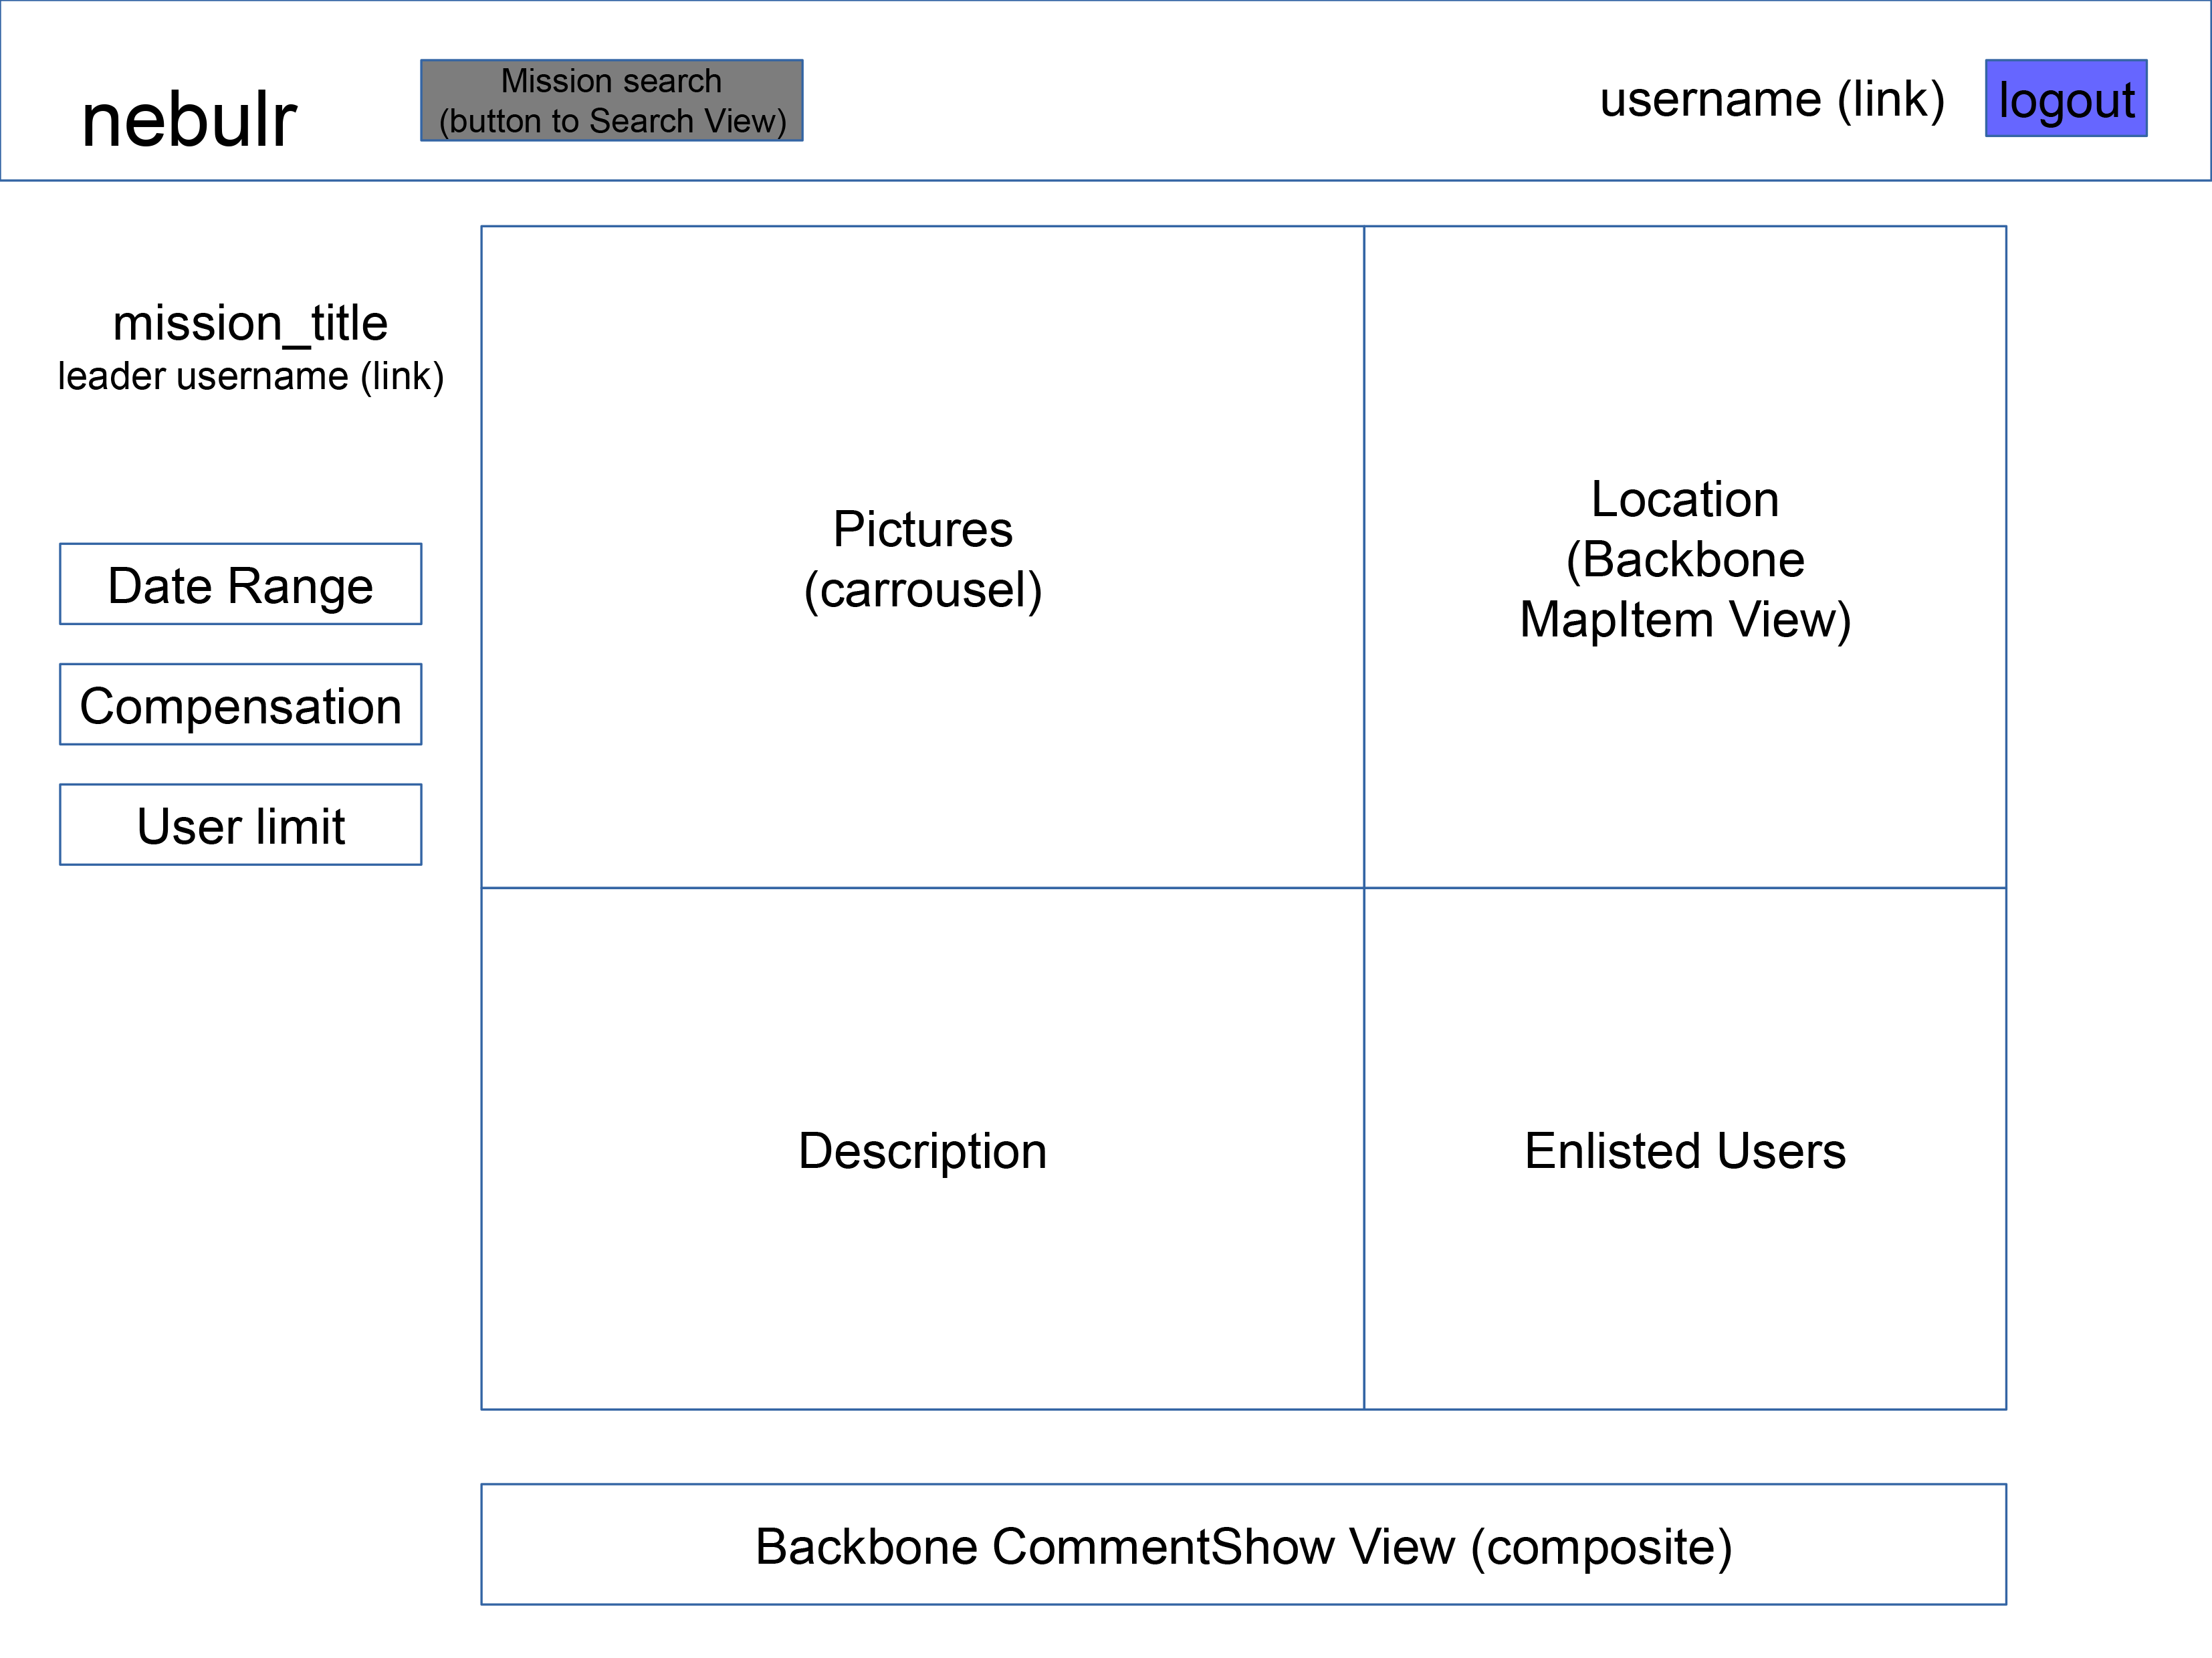 nebulr
Mission search
(button to Search View)
username (link)
logout
mission_title
leader username (link)
Date Range
Compensation
User limit
Pictures
(carrousel)
Location
(Backbone
MapItem View)
Description
Enlisted Users
Backbone CommentShow View (composite)